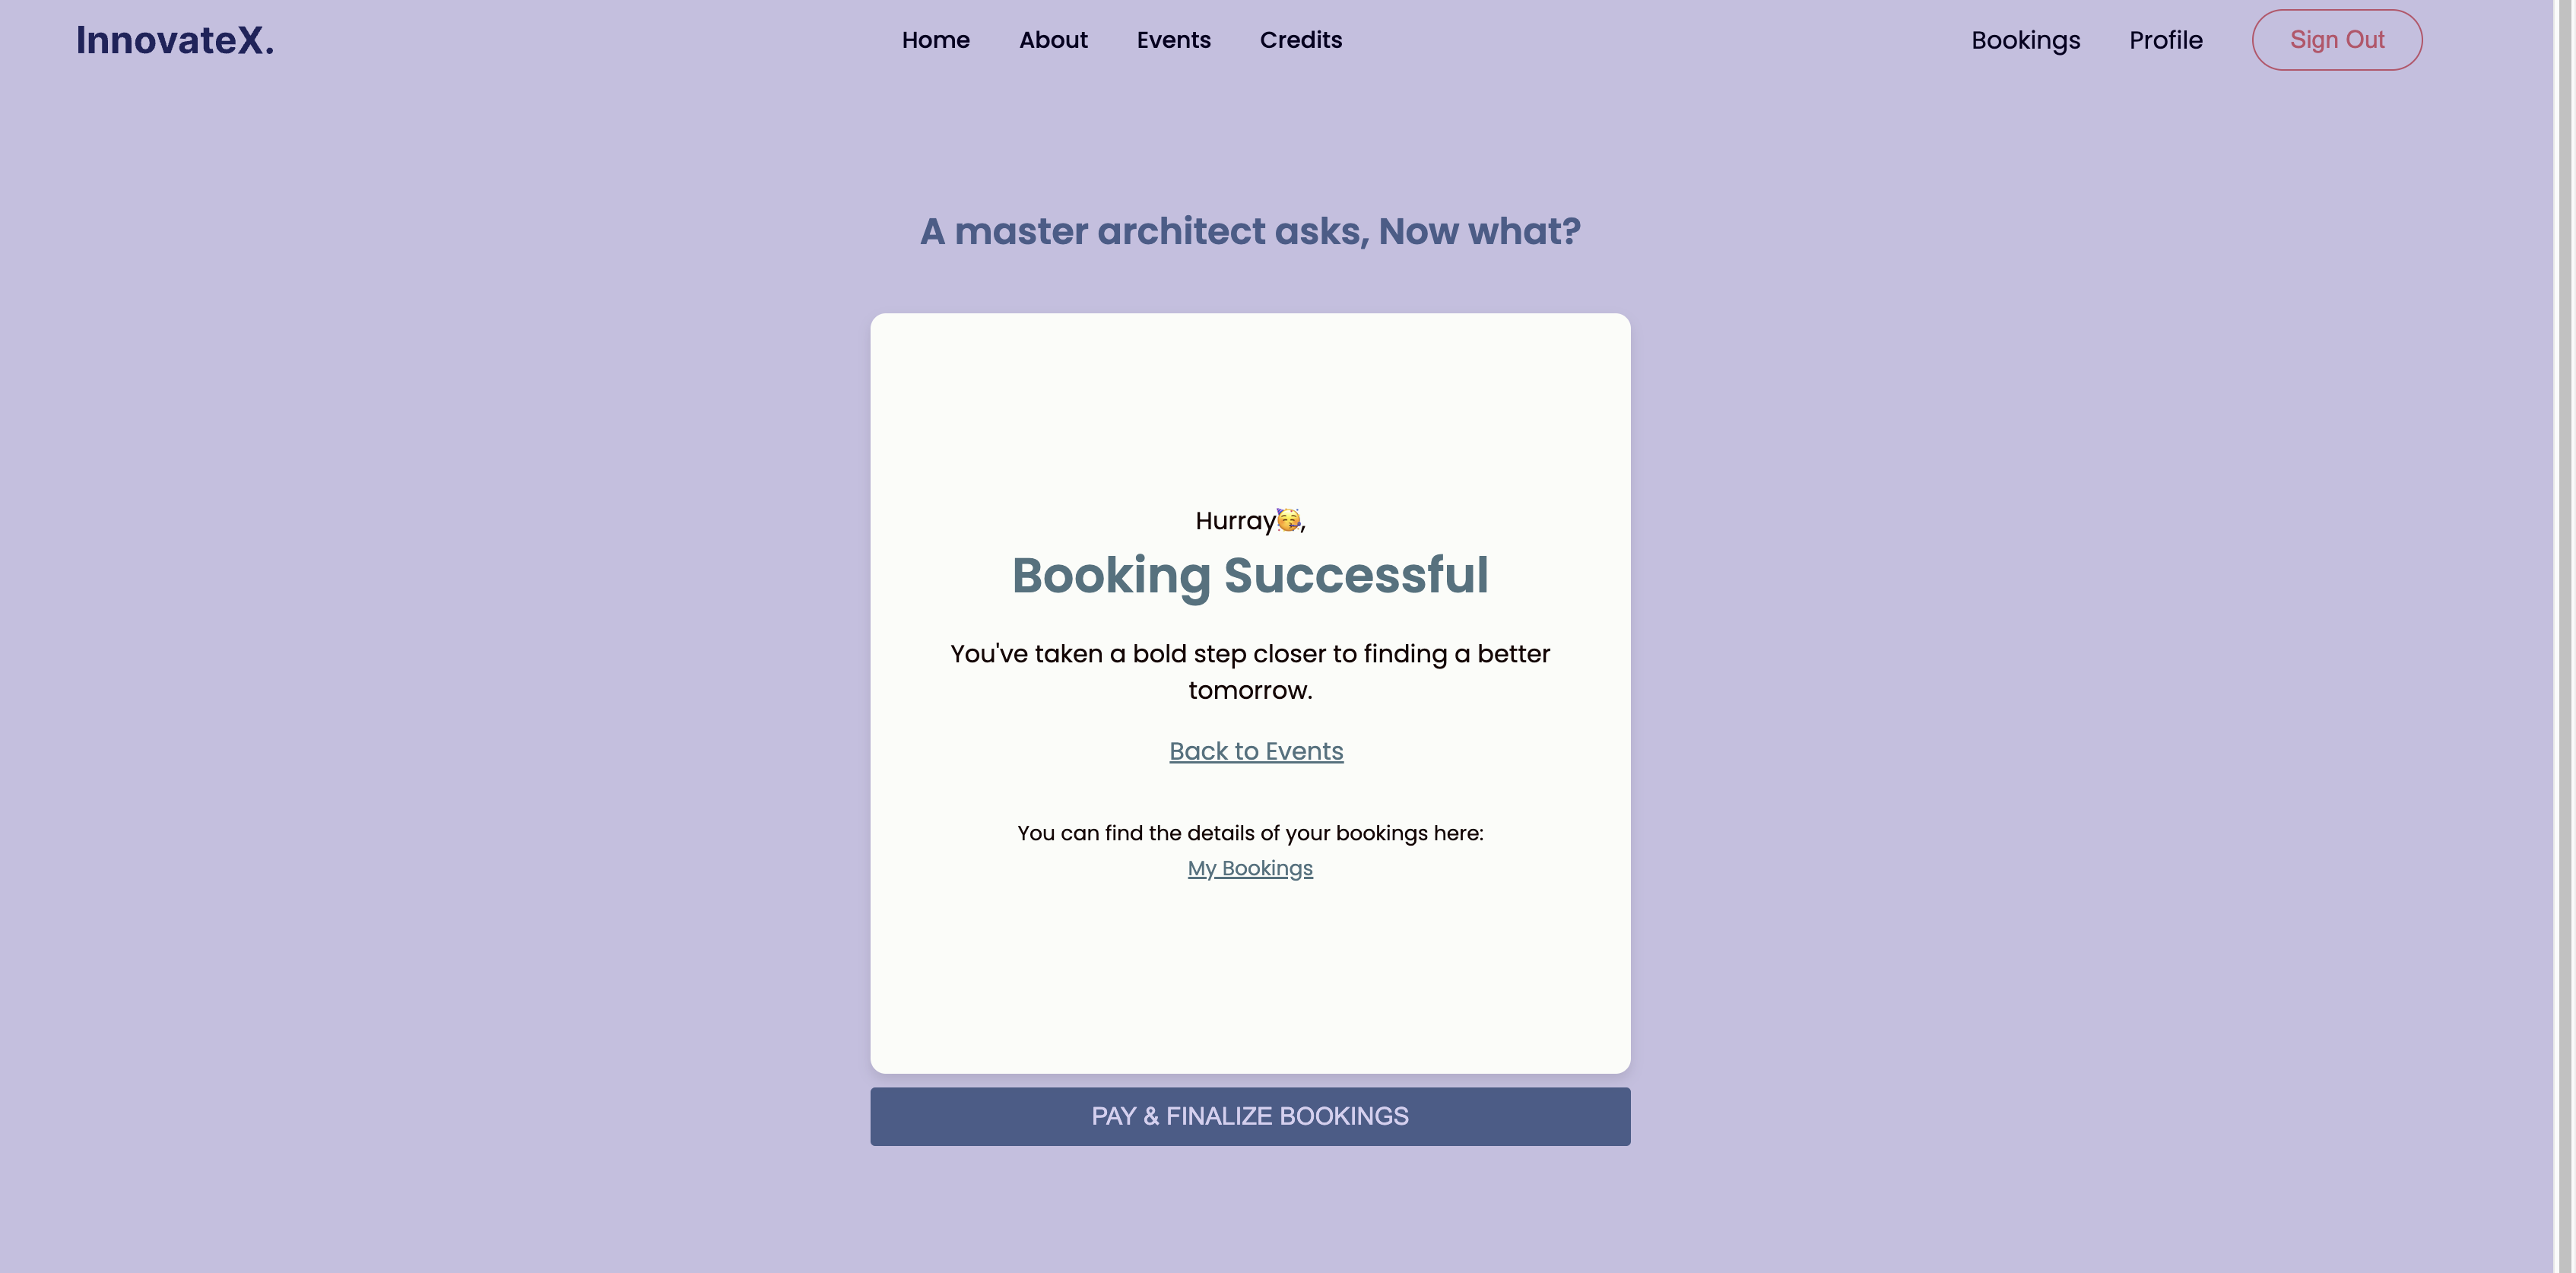 InnovateX.
Home About Events Credits
Bookings Profile Sign Out
A master architect asks, Now what?
Hurray🥳,
Booking Successful
You've taken a bold step closer to finding a better
tomorrow.
Back to Events
You can find the details of your bookings here:
My Bookings
PAY & FINALIZE BOOKINGS